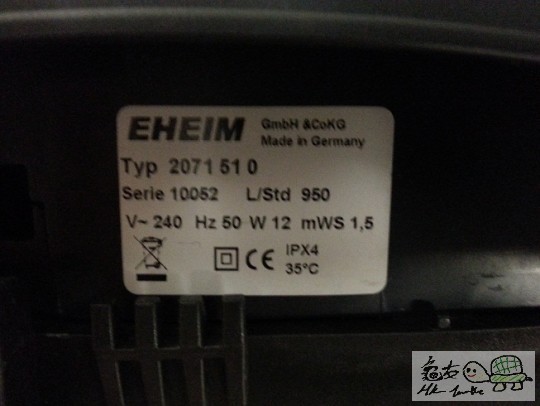 EHEIM GmbH &CoKG
Made in Germany
Typ 2071 51 0
Serie 10052 L/Std 950
V~ 240 Hz 50 W 12 mWS 1,5
CE IPX4
35°C